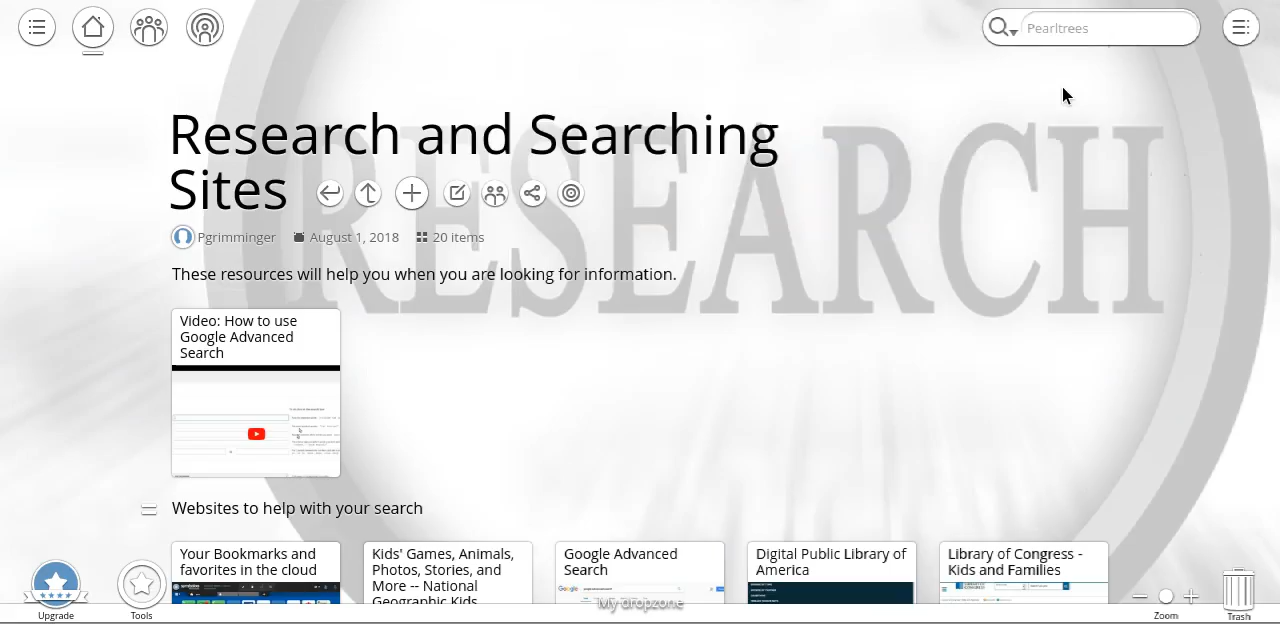 Pearltrees
RESEARCH
Research and Searching
Sites
Pgrimminger August 1, 2018 20 items
These resources will help you when you are looking for information.
Video: How to use
Google Advanced
Search
Websites to help with your search
Your Bookmarks and
favorites in the cloud
Kids' Games, Animals,
Photos, Stories, and
More -- National
Geographic Kids
Google Advanced
Search
Digital Public Library of
America
Library of Congress -
Kids and Families
Google
My dropzone
Upgrade
Tools
Zoom
Trash